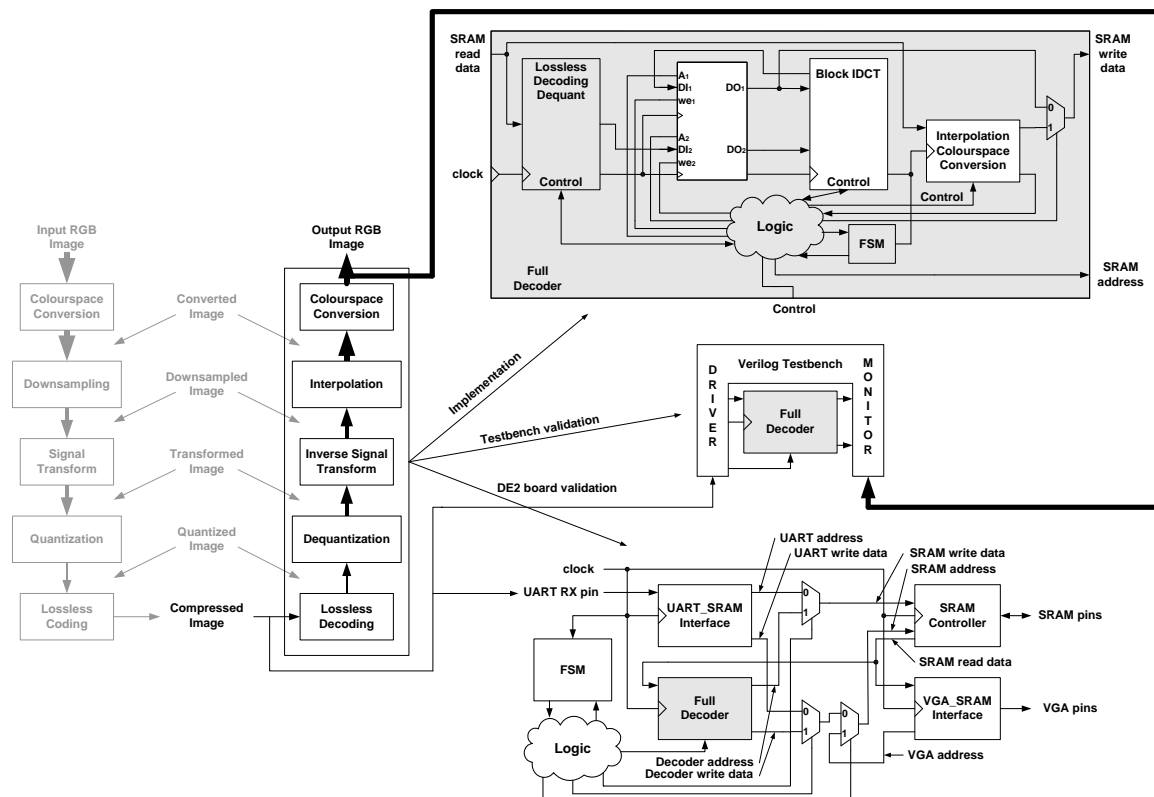 SRAM
read
data
clock
Lossless
Decoding
Dequant
Control
A1
DI1
we1
A2
DI2
we2
DO1
DO2
Block IDCT
Control
Interpolation
Colourspace
Conversion
Control
0
1
SRAM
write
data
Logic
FSM
Full
Decoder
SRAM
address
Control
Input RGB
Image
Colourspace
Conversion
Downsampling
Signal
Transform
Quantization
Lossless
Coding
Converted
Image
Downsampled
Image
Transformed
Image
Quantized
Image
Compressed
Image
Output RGB
Image
Colourspace
Conversion
Interpolation
Inverse Signal
Transform
Dequantization
Lossless
Decoding
Implementation
Testbench validation
DE2 board validation
Verilog Testbench
DRIVER
Full
Decoder
MONITOR
UART address
UART write data
SRAM write data
SRAM address
clock
UART RX pin
UART_SRAM
Interface
0
1
SRAM
Controller
SRAM pins
SRAM read data
FSM
Full
Decoder
0
1
0
1
VGA_SRAM
Interface
VGA pins
Logic
Decoder address
Decoder write data
VGA address